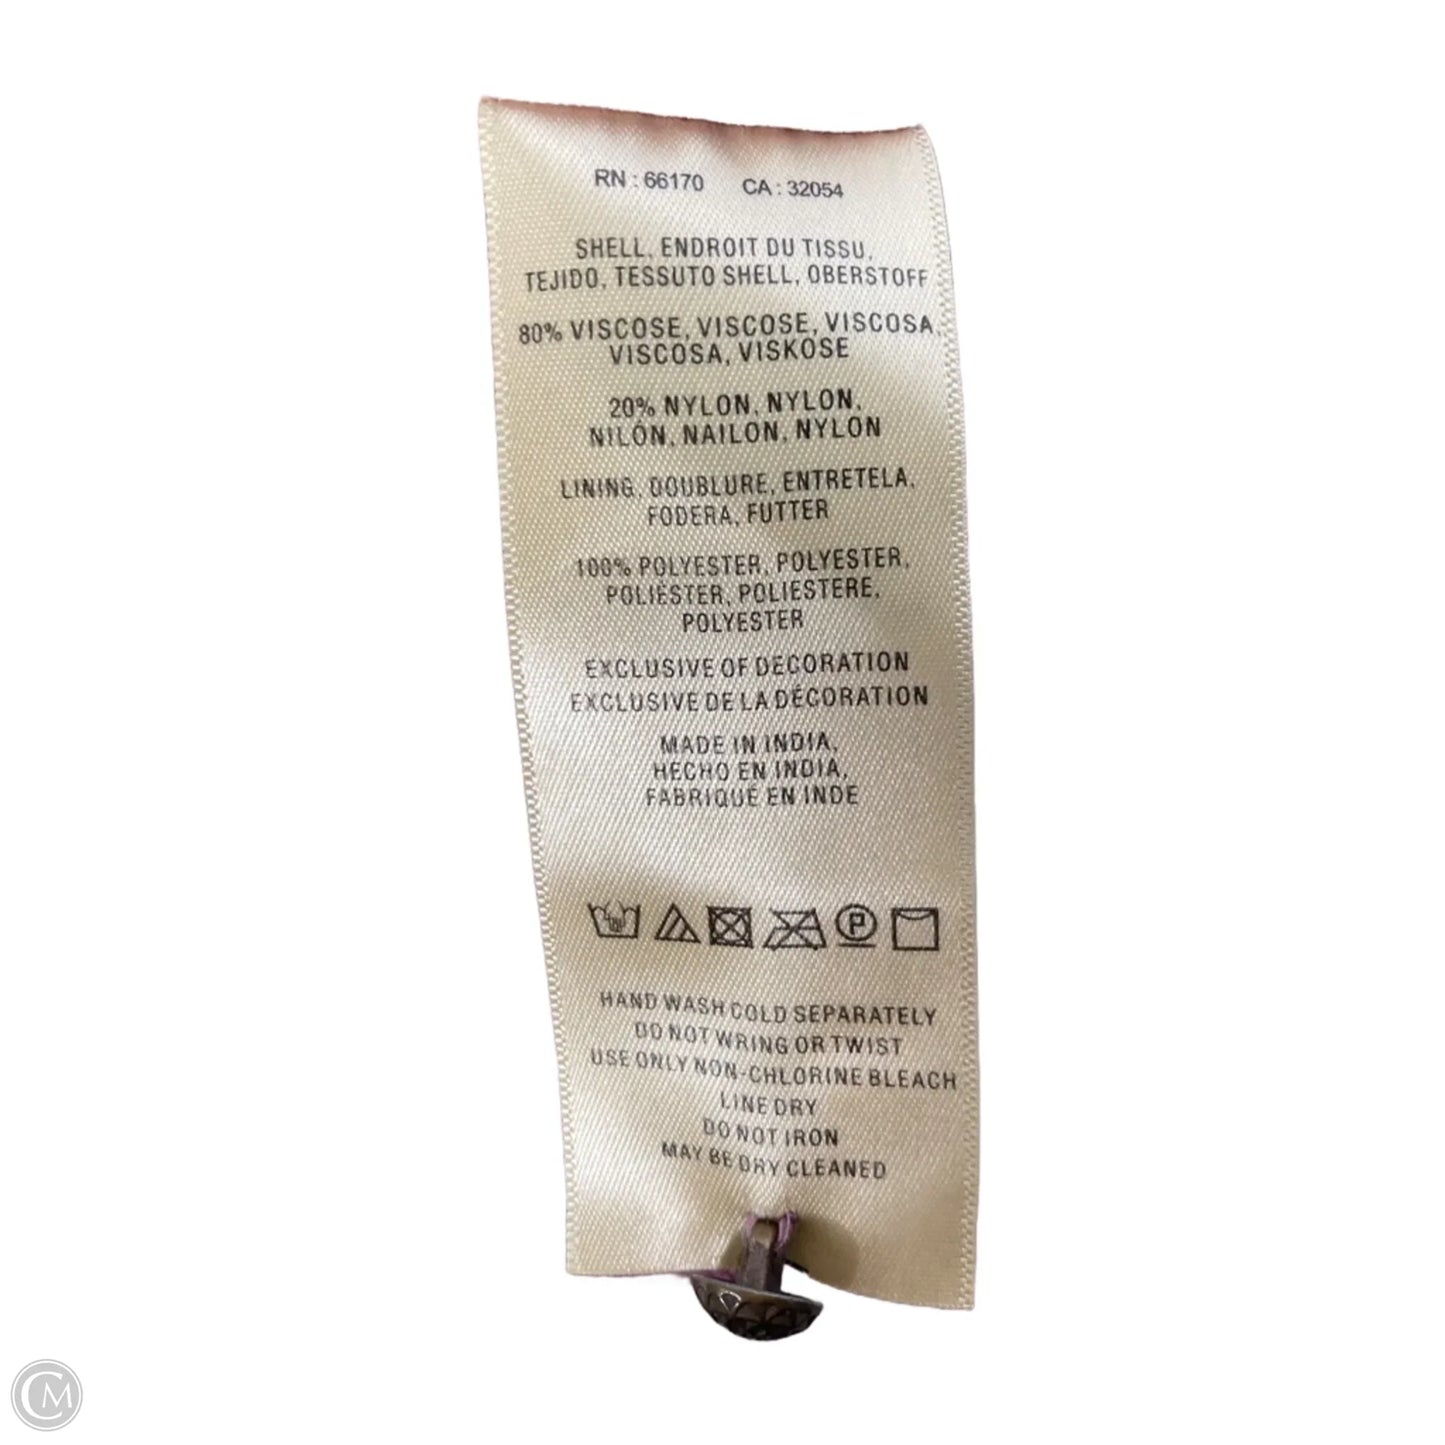 RN : 66170 CA : 32054
SHELL, ENDROIT DU TISSU,
TEJIDO, TESSUTO SHELL, OBERSTOFF
80% VISCOSE, VISCOSE, VISCOSA,
VISCOSA, VISKOSE
20% NYLON, NYLON,
NILÓN, NAILON, NYLON
LINING, DOUBLURE, ENTRETELA,
FODERA, FUTTER
100% POLYESTER, POLYESTER,
POLIÉSTER, POLIESTERE,
POLYESTER
EXCLUSIVE OF DECORATION
EXCLUSIVE DE LA DÉCORATION
MADE IN INDIA,
HECHO EN INDIA,
FABRIQUÉ EN INDE
P
HAND WASH COLD SEPARATELY
DO NOT WRING OR TWIST
USE ONLY NON-CHLORINE BLEACH
LINE DRY
DO NOT IRON
MAY BE DRY CLEANED
CM